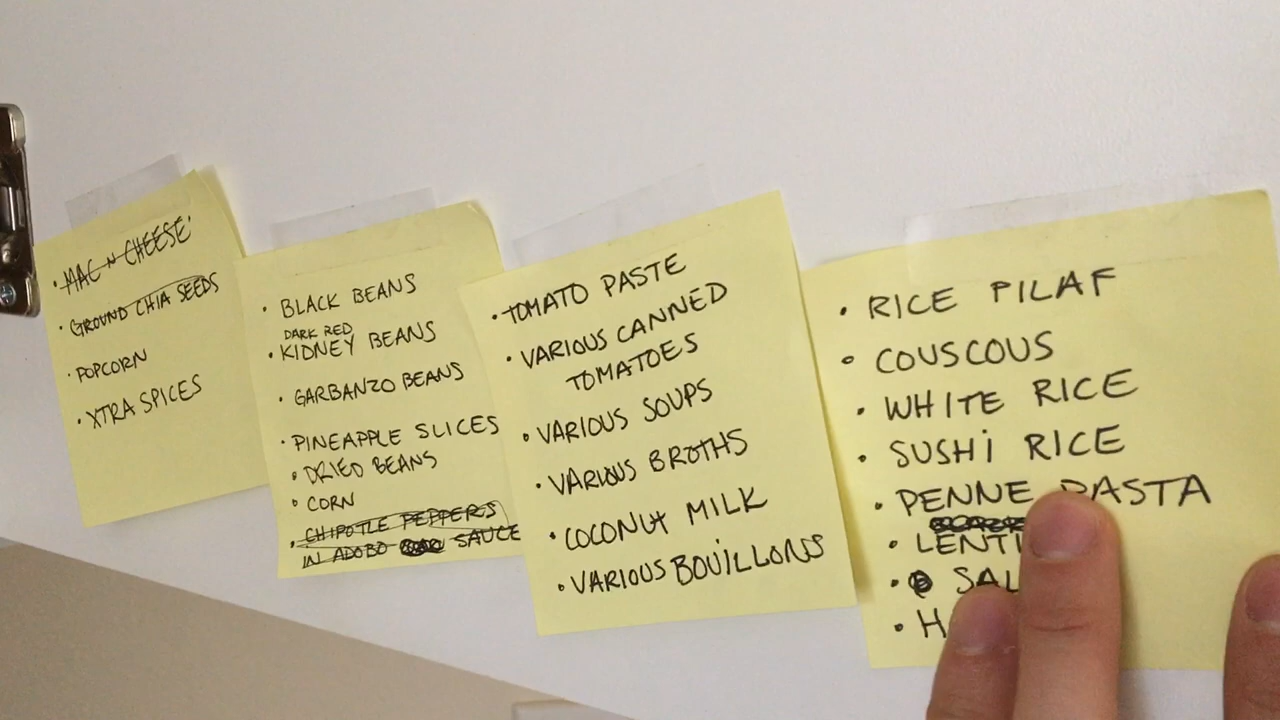 • MAC N CHEESE
• GROUND CHIA SEEDS
• POPCORN
• XTRA SPICES
• BLACK BEANS
DARK RED
• KIDNEY BEANS
• GARBANZO BEANS
• PINEAPPLE SLICES
• DRIED BEANS
• CORN
• CHIPOTLE PEPPERS
IN ADOBO SAUCE
• TOMATO PASTE
• VARIOUS CANNED
TOMATOES
• VARIOUS SOUPS
• VARIOUS BROTHS
• COCONUT MILK
• VARIOUS BOUILLONS
• RICE PILAF
• COUSCOUS
• WHITE RICE
• SUSHI RICE
• PENNE PASTA
• LENTI
• SAL
• H